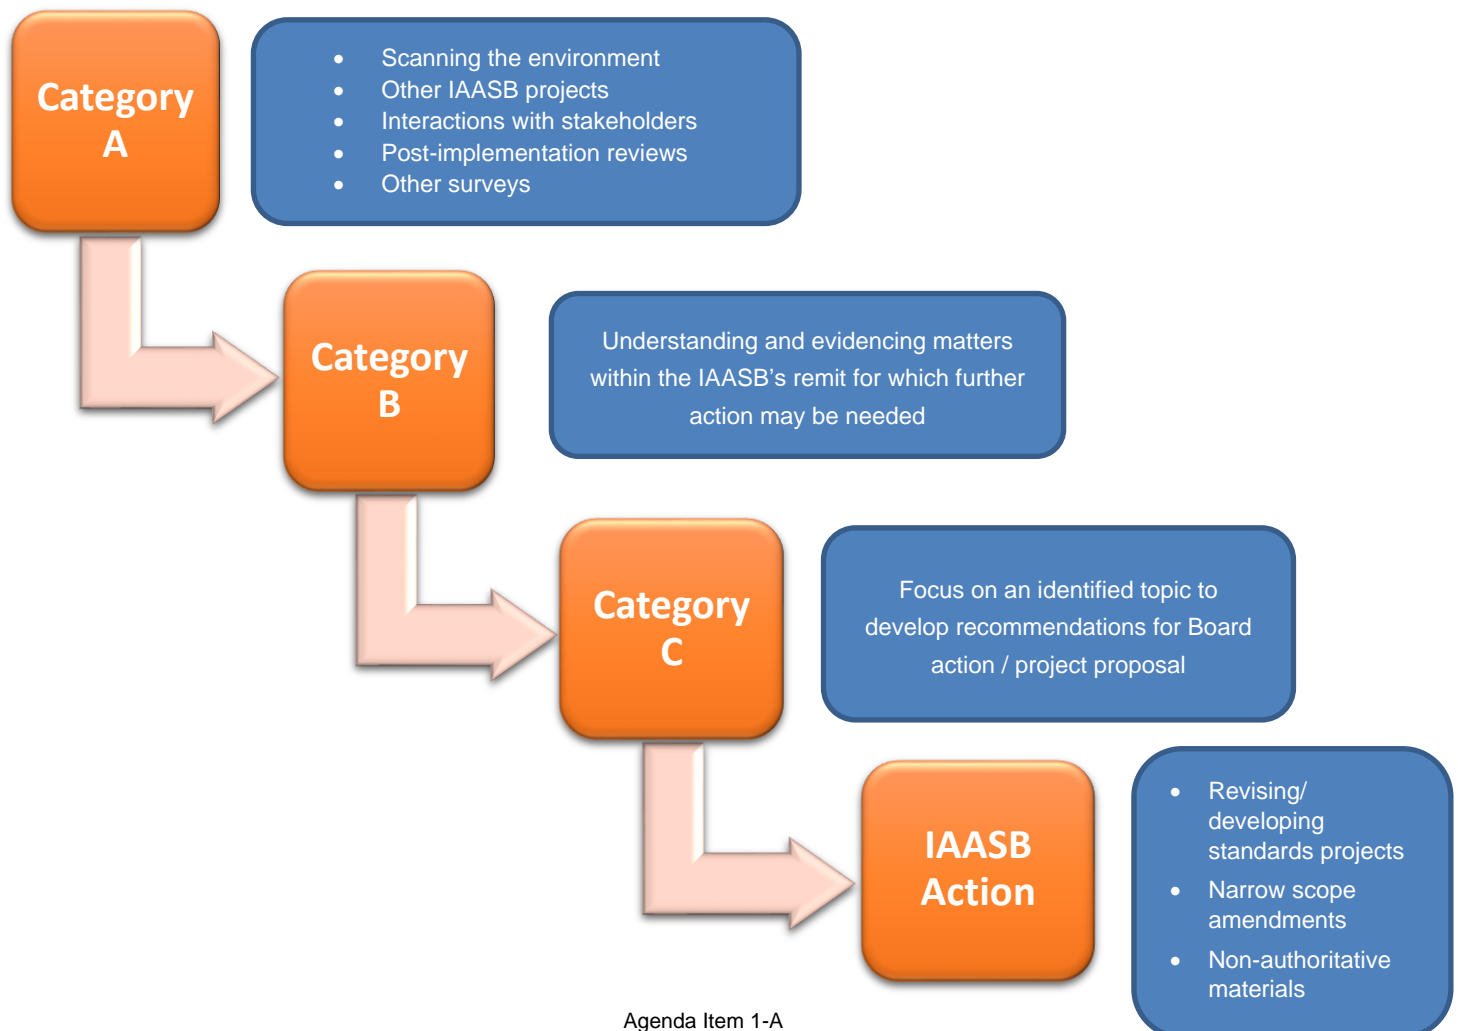 Category
A
• Scanning the environment
• Other IAASB projects
• Interactions with stakeholders
• Post-implementation reviews
• Other surveys
Category
B
Understanding and evidencing matters
within the IAASB’s remit for which further
action may be needed
Category
C
Focus on an identified topic to
develop recommendations for Board
action / project proposal
IAASB
Action
• Revising/
developing
standards projects
• Narrow scope
amendments
• Non-authoritative
materials
Agenda Item 1-A